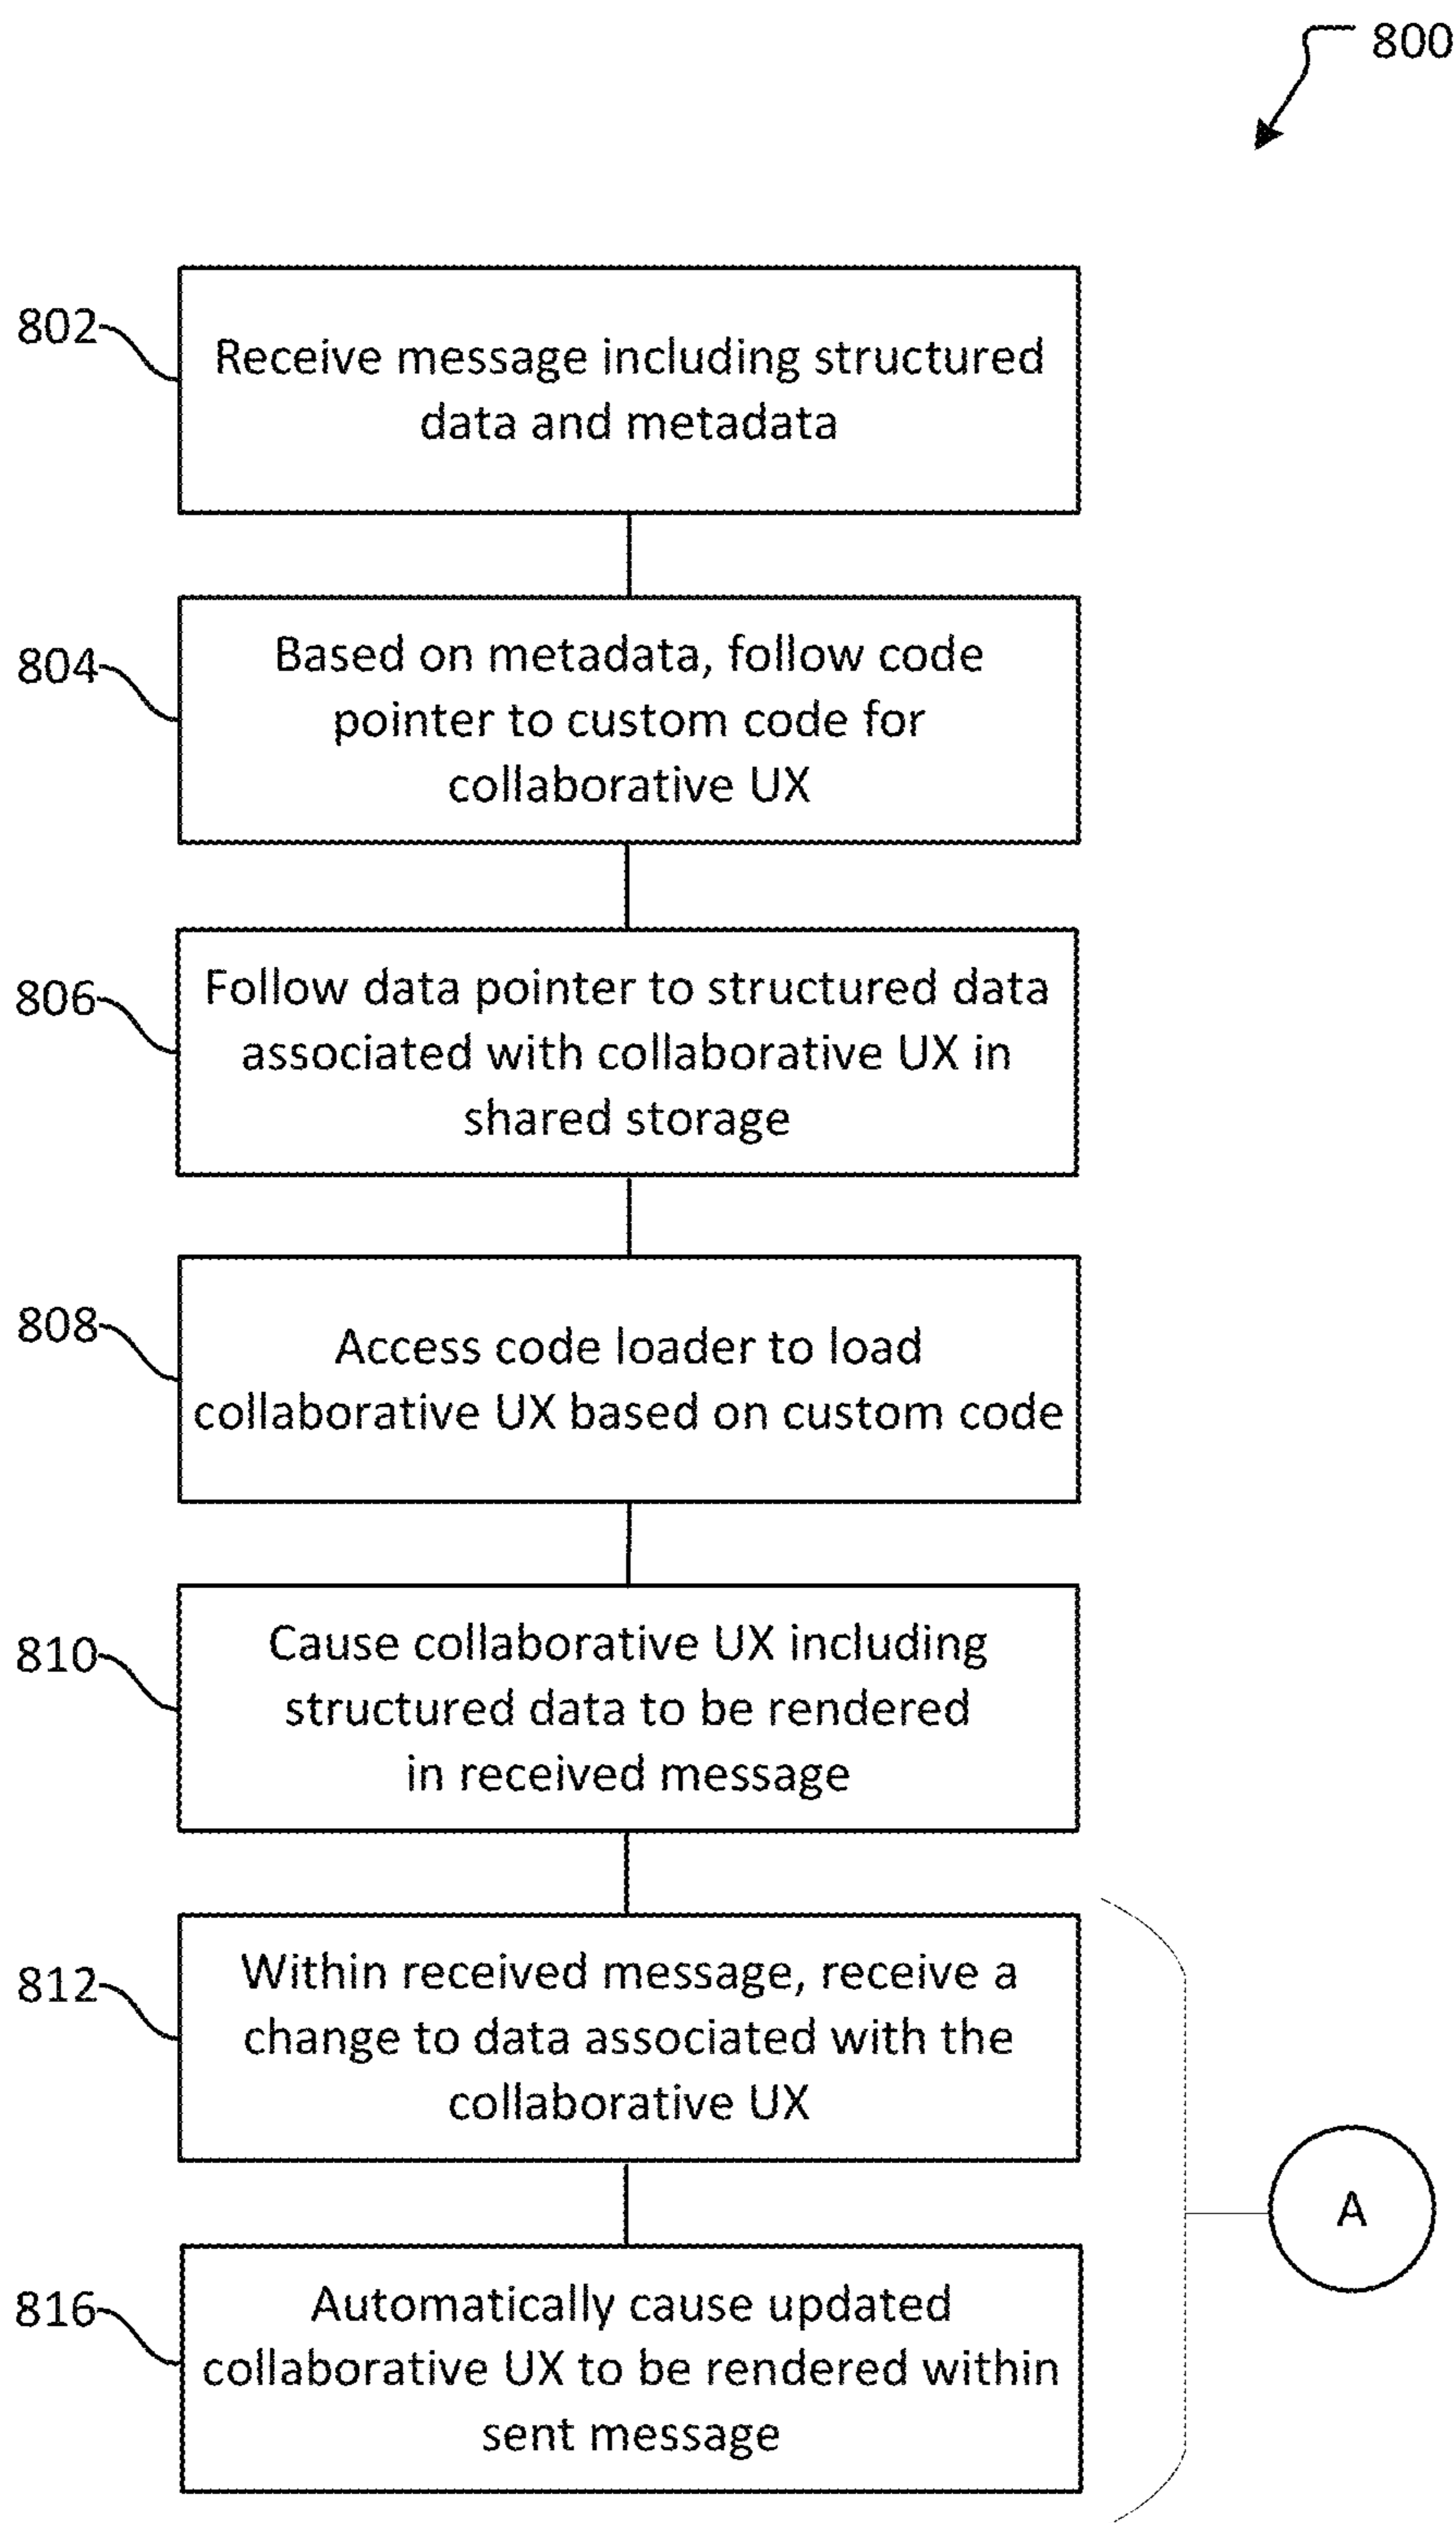 800
802
Receive message including structured
data and metadata
804
Based on metadata, follow code
pointer to custom code for
collaborative UX
806
Follow data pointer to structured data
associated with collaborative UX in
shared storage
808
Access code loader to load
collaborative UX based on custom code
810
Cause collaborative UX including
structured data to be rendered
in received message
812
Within received message, receive a
change to data associated with the
collaborative UX
A
816
Automatically cause updated
collaborative UX to be rendered within
sent message